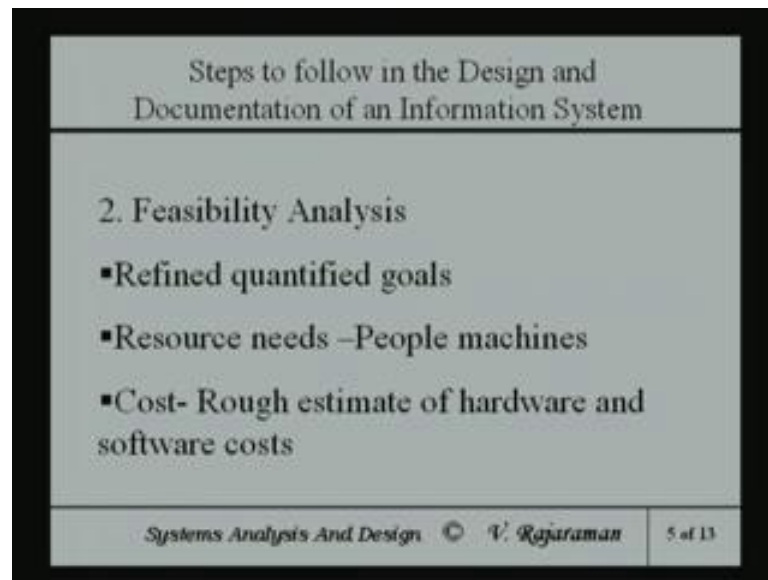 Steps to follow in the Design and
Documentation of an Information System
2. Feasibility Analysis
▪Refined quantified goals
▪Resource needs –People machines
▪Cost- Rough estimate of hardware and
software costs
Systems Analysis And Design © V. Rajaraman
5 of 13